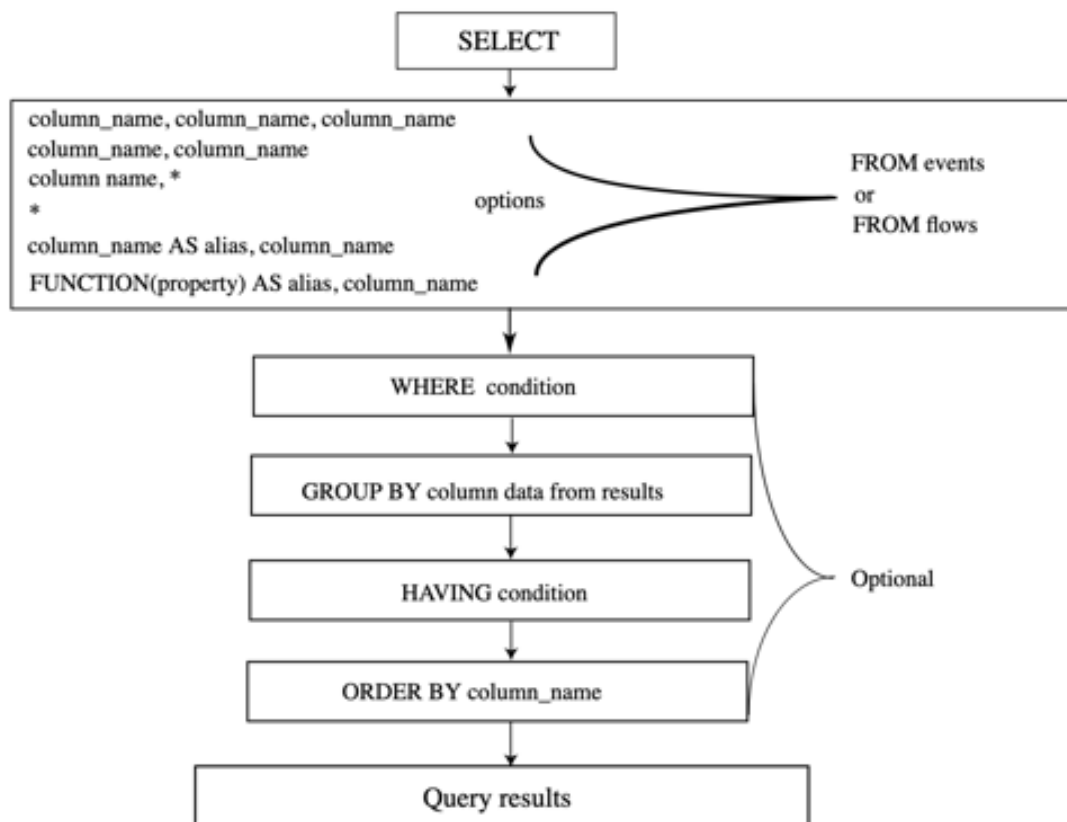 SELECT
column_name, column_name, column_name
column_name, column_name
column name, *
*
column_name AS alias, column_name
FUNCTION(property) AS alias, column_name
options
FROM events
or
FROM flows
WHERE condition
GROUP BY column data from results
HAVING condition
ORDER BY column_name
Optional
Query results